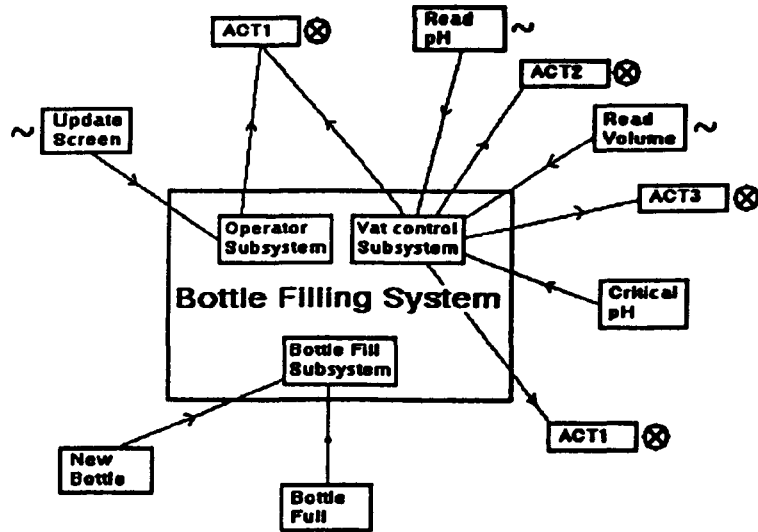 ACT1
Read
pH
ACT2
Update
Screen
Read
Volume
ACT3
Operator
Subsystem
Vat control
Subsystem
Bottle Filling System
Critical
pH
Bottle Fill
Subsystem
ACT1
New
Bottle
Bottle
Full